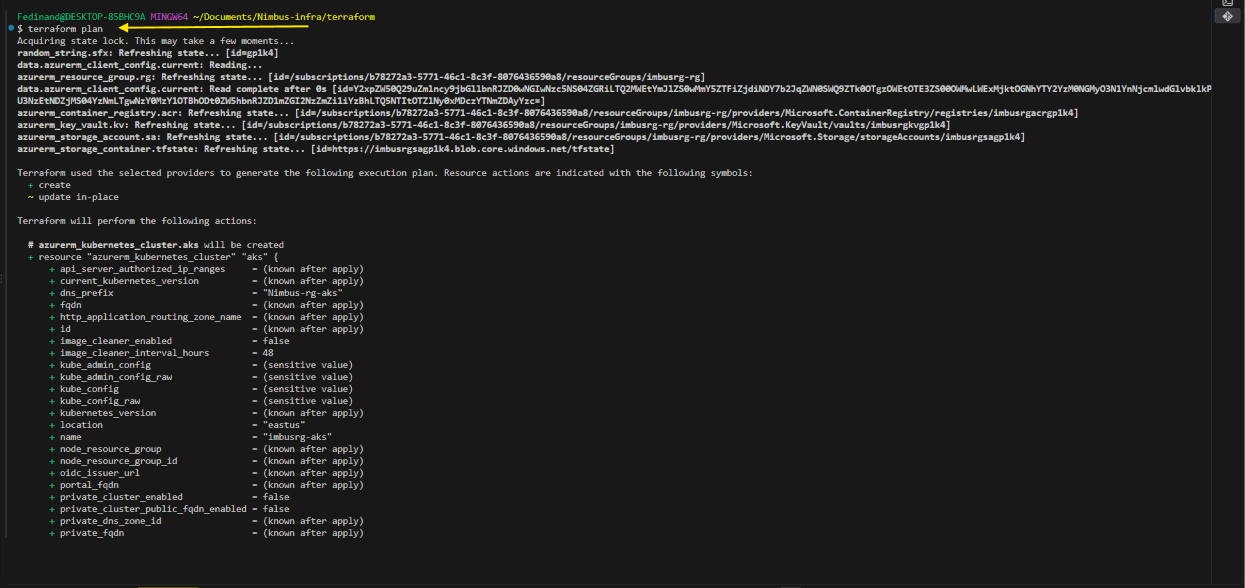 Fedinand@DESKTOP-85BHC9A MINGW64 ~/Documents/Nimbus-infra/terraform
$ terraform plan
Acquiring state lock. This may take a few moments...
random_string.sfx: Refreshing state... [id=gp1k4]
data.azurerm_client_config.current: Reading...
azurerm_resource_group.rg: Refreshing state... [id=/subscriptions/b78272a3-5771-46c1-8c3f-8076436590a8/resourceGroups/imbusrg-rg]
data.azurerm_client_config.current: Read complete after 0s
azurerm_container_registry.acr: Refreshing state... [id=/subscriptions/b78272a3-5771-46c1-8c3f-8076436590a8/resourceGroups/imbusrg-rg/providers/Microsoft.ContainerRegistry/registries/imbusrgacrgp1k4]
azurerm_key_vault.kv: Refreshing state... [id=/subscriptions/b78272a3-5771-46c1-8c3f-8076436590a8/resourceGroups/imbusrg-rg/providers/Microsoft.KeyVault/vaults/imbusrgkvgp1k4]
azurerm_storage_account.sa: Refreshing state... [id=/subscriptions/b78272a3-5771-46c1-8c3f-8076436590a8/resourceGroups/imbusrg-rg/providers/Microsoft.Storage/storageAccounts/imbusrgsagp1k4]
azurerm_storage_container.tfstate: Refreshing state... [id=https://imbusrgsagp1k4.blob.core.windows.net/tfstate]
Terraform used the selected providers to generate the following execution plan. Resource actions are indicated with the following symbols:
+ create
~ update in-place
Terraform will perform the following actions:
# azurerm_kubernetes_cluster.aks will be created
+ resource "azurerm_kubernetes_cluster" "aks" {
+ api_server_authorized_ip_ranges = (known after apply)
+ current_kubernetes_version = (known after apply)
+ dns_prefix = "Nimbus-rg-aks"
+ fqdn = (known after apply)
+ http_application_routing_zone_name = (known after apply)
+ id = (known after apply)
+ image_cleaner_enabled = false
+ image_cleaner_interval_hours = 48
+ kube_admin_config = (sensitive value)
+ kube_admin_config_raw = (sensitive value)
+ kube_config = (sensitive value)
+ kube_config_raw = (sensitive value)
+ kubernetes_version = (known after apply)
+ location = "eastus"
+ name = "imbusrg-aks"
+ node_resource_group = (known after apply)
+ node_resource_group_id = (known after apply)
+ oidc_issuer_url = (known after apply)
+ portal_fqdn = (known after apply)
+ private_cluster_enabled = false
+ private_cluster_public_fqdn_enabled = false
+ private_dns_zone_id = (known after apply)
+ private_fqdn = (known after apply)